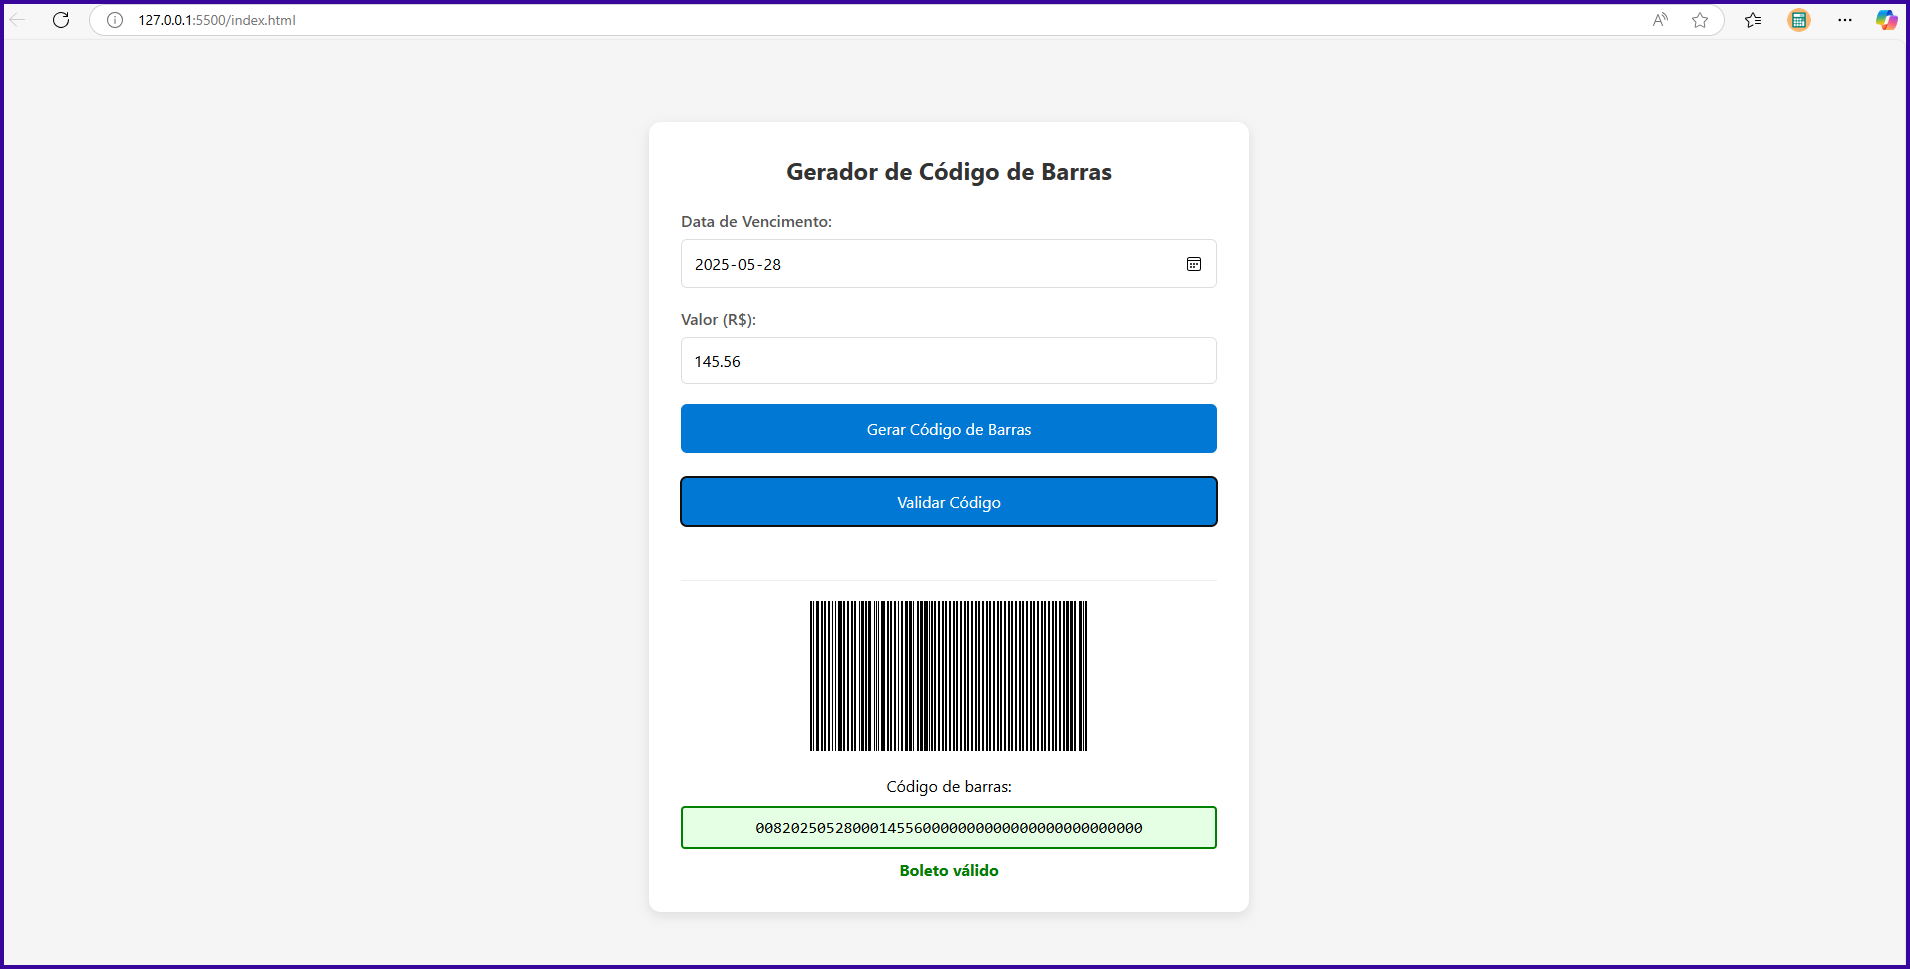 127.0.0.1:5500/index.html
Gerador de Código de Barras
Data de Vencimento:
2025-05-28
Valor (R$):
145.56
Gerar Código de Barras
Validar Código
Código de barras:
00820250528000145560000000000000000000000000
Boleto válido